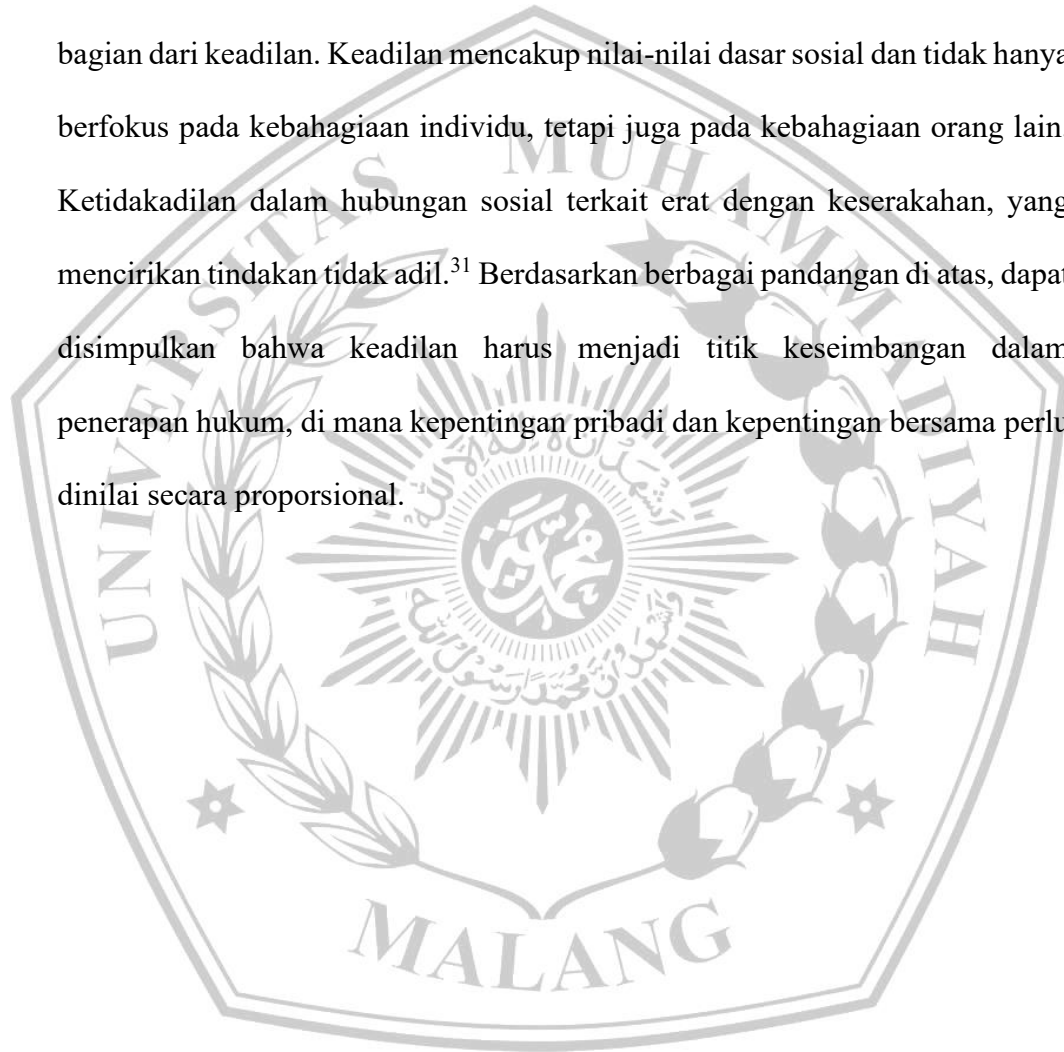 bagian dari keadilan. Keadilan mencakup nilai-nilai dasar sosial dan tidak hanya
berfokus pada kebahagiaan individu, tetapi juga pada kebahagiaan orang lain
Ketidakadilan dalam hubungan sosial terkait erat dengan keserakahan, yang
mencirikan tindakan tidak adil.31 Berdasarkan berbagai pandangan di atas, dapat
disimpulkan bahwa keadilan harus menjadi titik keseimbangan dalam
penerapan hukum, di mana kepentingan pribadi dan kepentingan bersama perlu
dinilai secara proporsional.
UNIVERSITAS MUHAMMADIYAH
MALANG